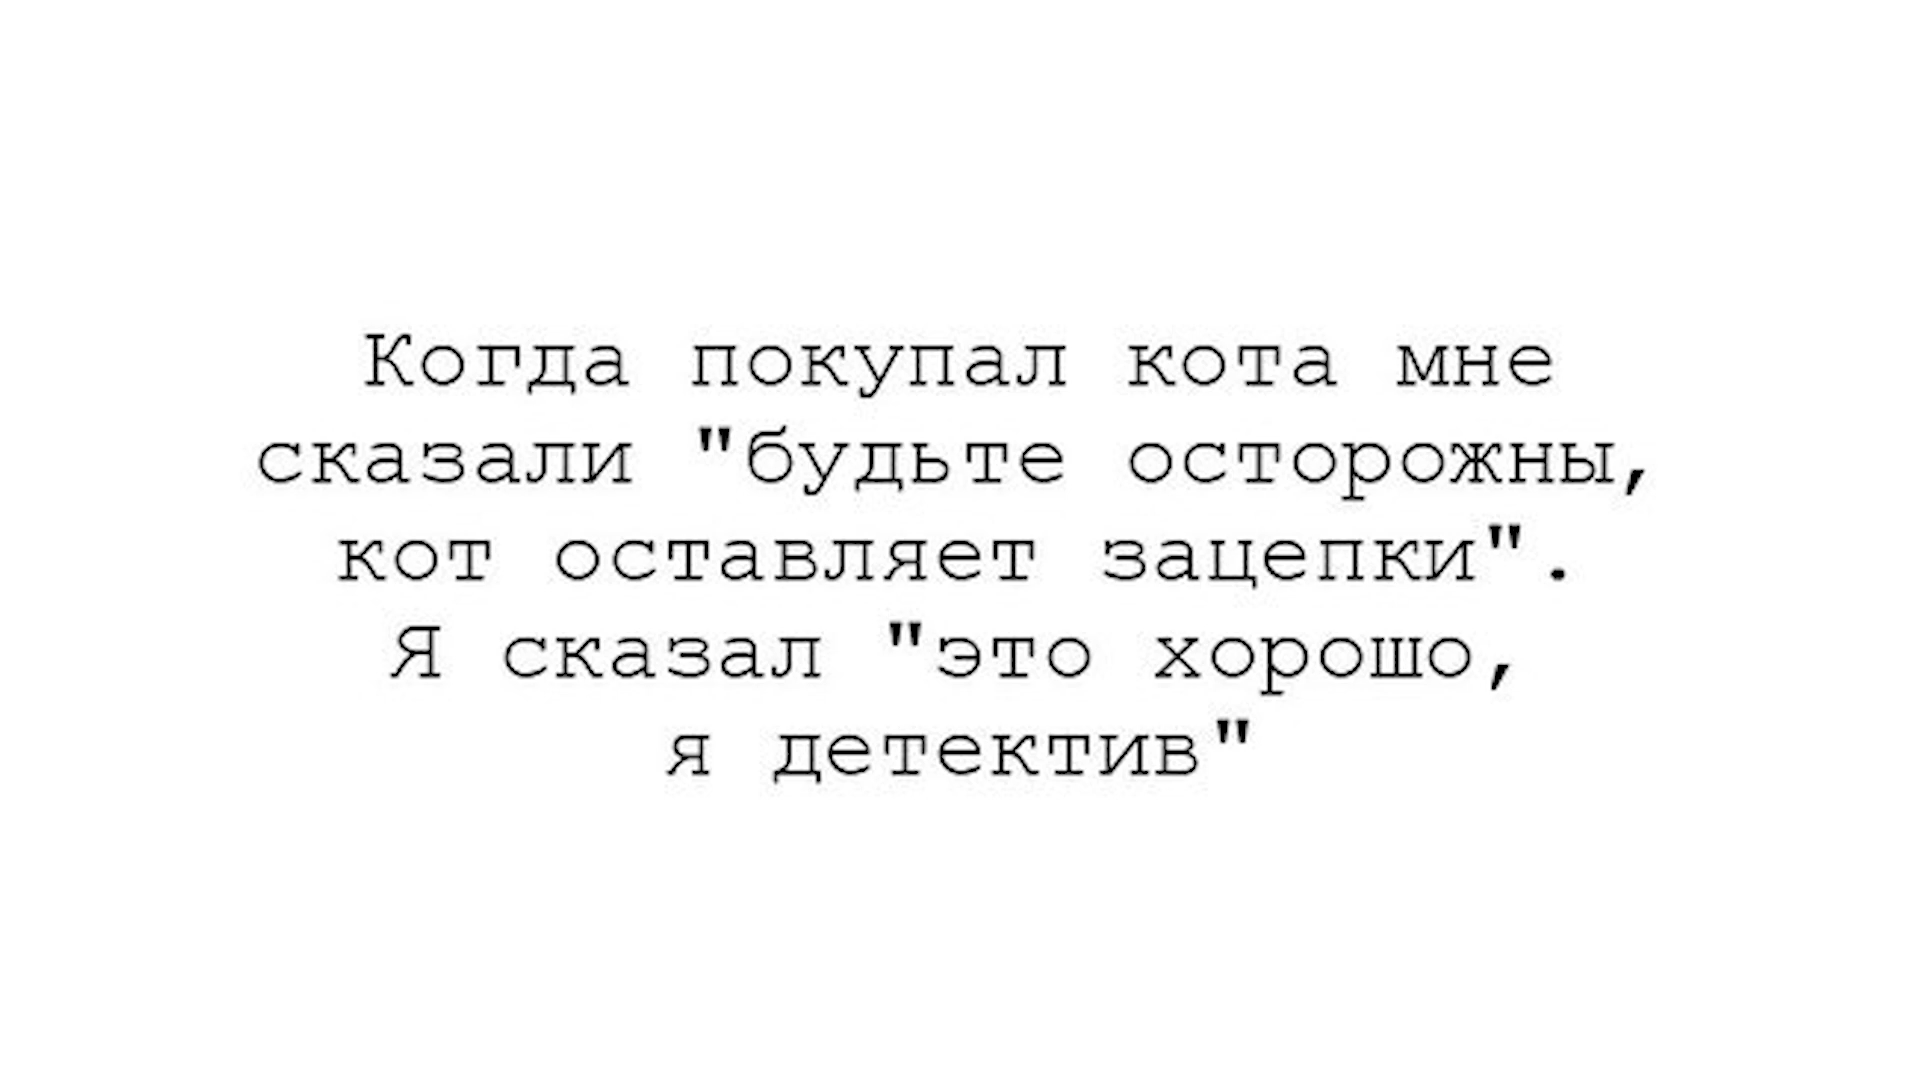 Когда покупал кота мне
сказали "будьте осторожны,
кот оставляет зацепки".
Я сказал "это хорошо,
я детектив"